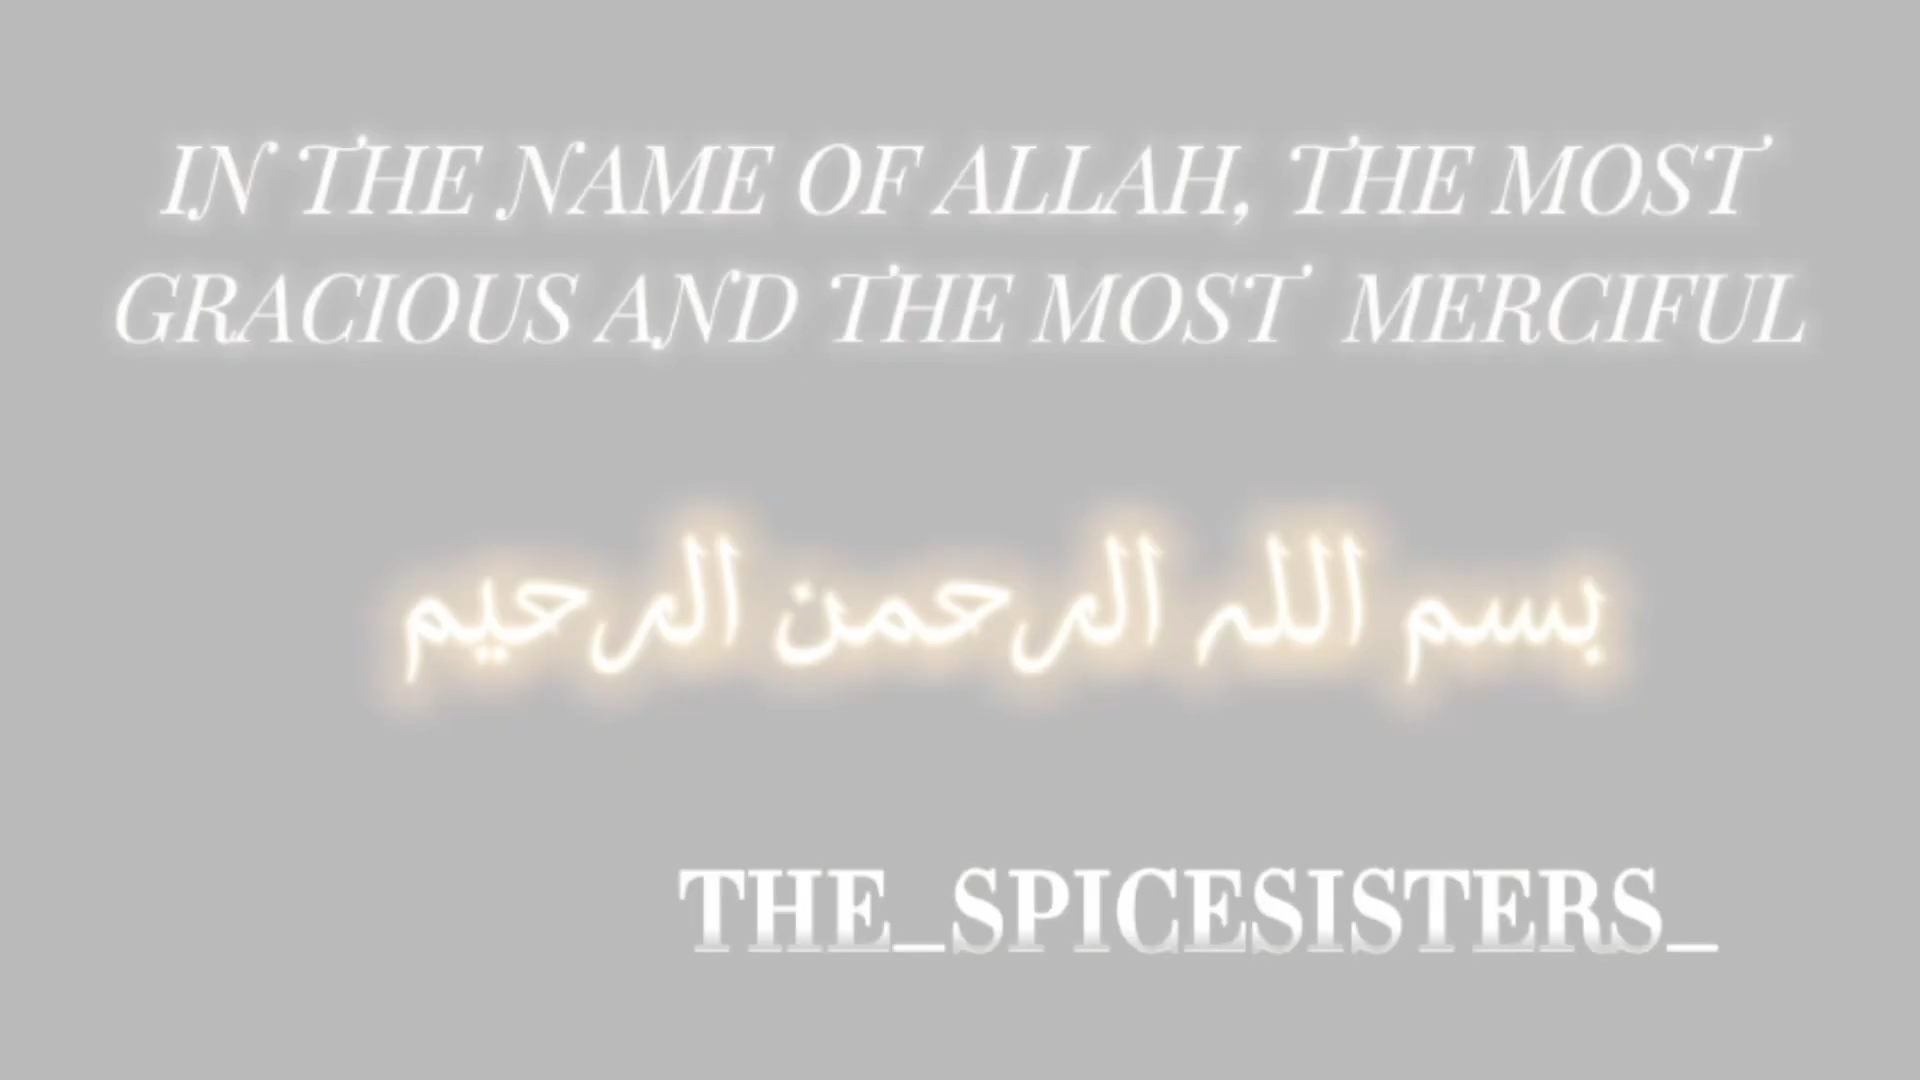 IN THE NAME OF ALLAH, THE MOST
GRACIOUS AND THE MOST MERCIFUL
بسم الله الرحمن الرحيم
THE_SPICESISTERS_